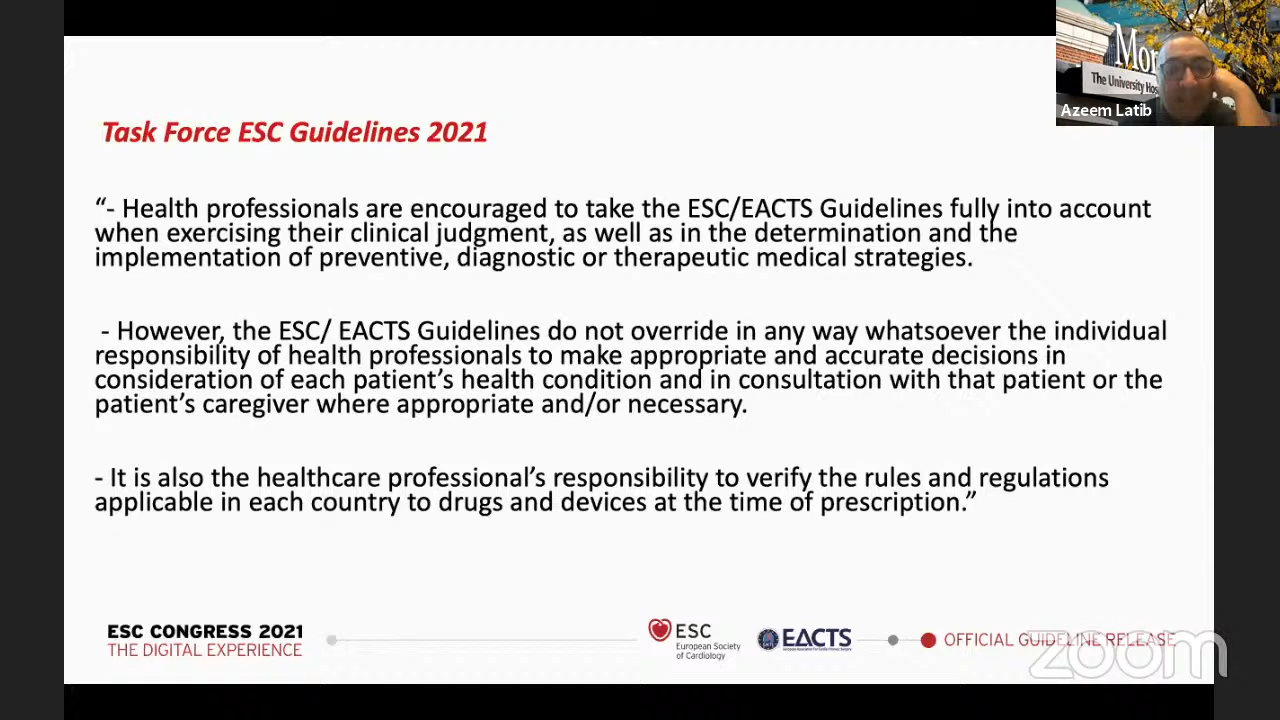 Mon
The University Hos
Azeem Latib
Task Force ESC Guidelines 2021
“- Health professionals are encouraged to take the ESC/EACTS Guidelines fully into account
when exercising their clinical judgment, as well as in the determination and the
implementation of preventive, diagnostic or therapeutic medical strategies.
- However, the ESC/ EACTS Guidelines do not override in any way whatsoever the individual
responsibility of health professionals to make appropriate and accurate decisions in
consideration of each patient’s health condition and in consultation with that patient or the
patient’s caregiver where appropriate and/or necessary.
- It is also the healthcare professional’s responsibility to verify the rules and regulations
applicable in each country to drugs and devices at the time of prescription.”
ESC CONGRESS 2021
THE DIGITAL EXPERIENCE
ESC
European Society
of Cardiology
EACTS
OFFICIAL GUIDELINE RELEASE
zoom